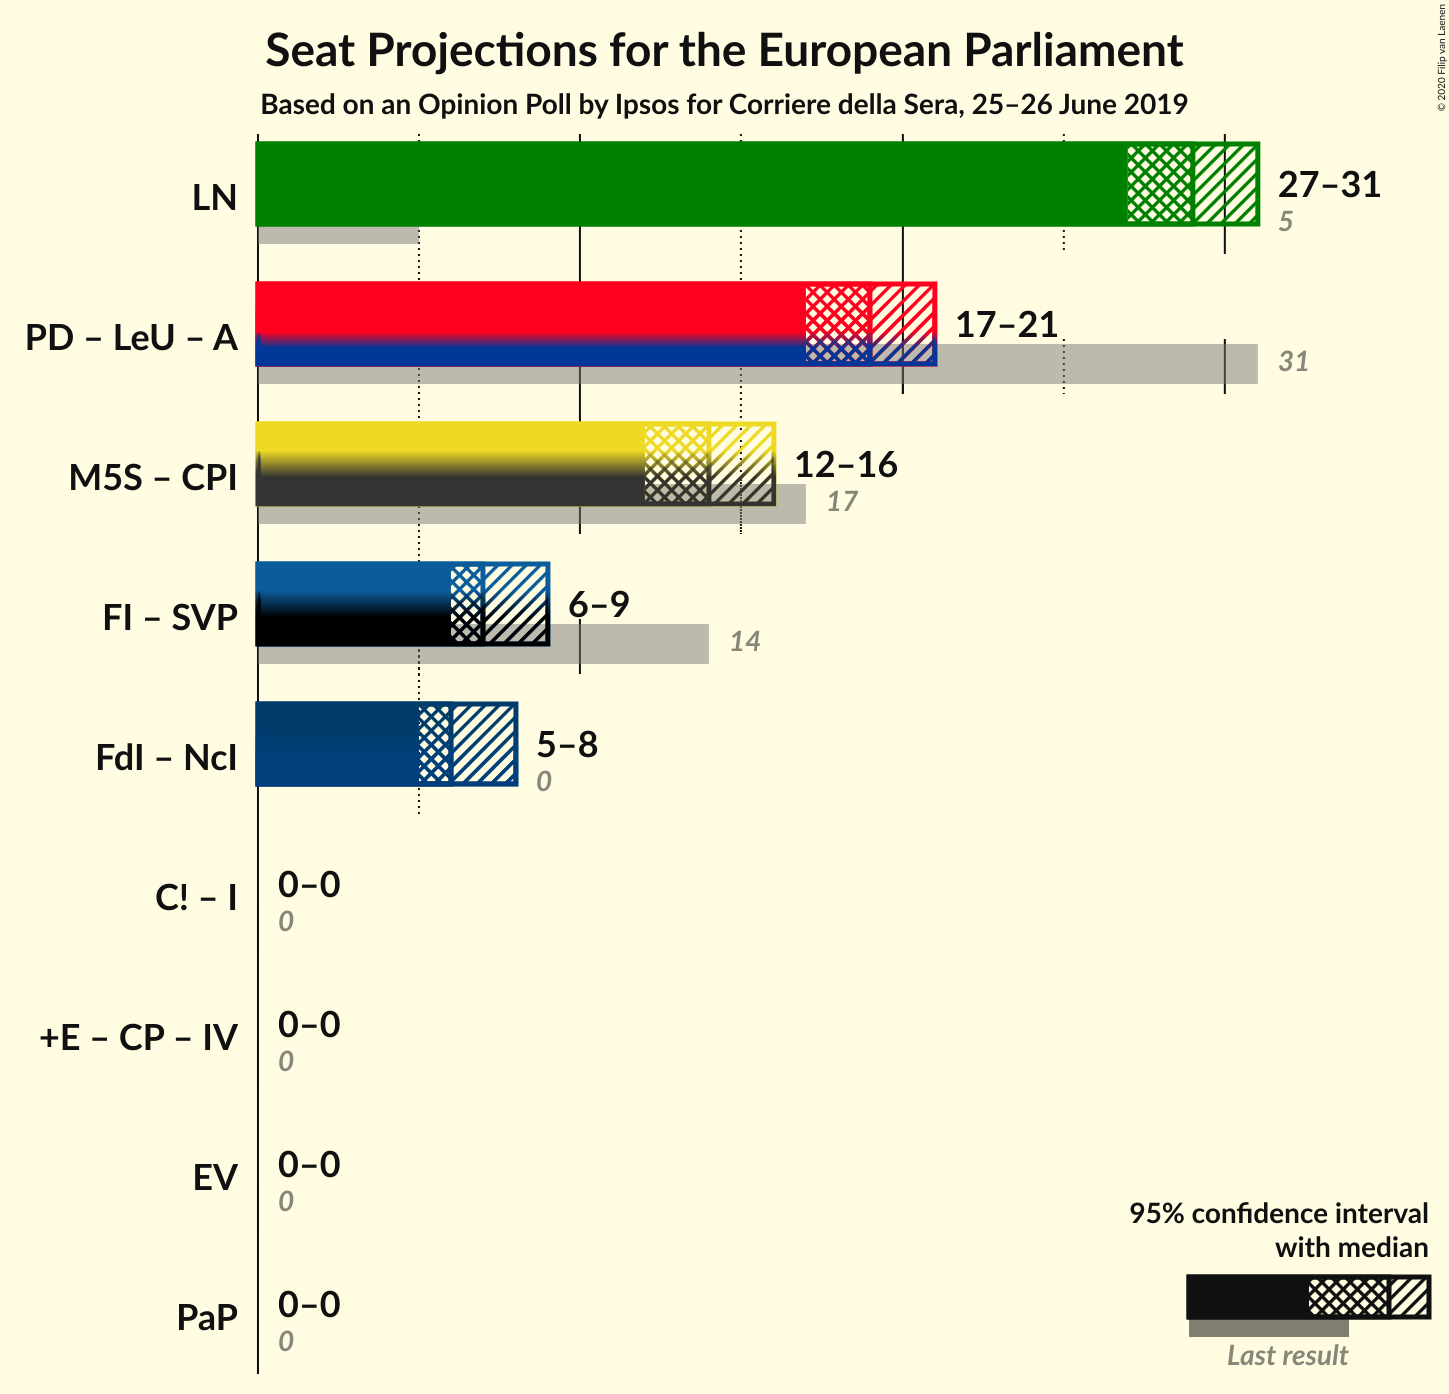 Seat Projections for the European Parliament
Based on an Opinion Poll by Ipsos for Corriere della Sera, 25–26 June 2019
© 2020 Filip van Laenen
LN
27–31
5
PD – LeU – A
17–21
31
M5S – CPI
12–16
17
FI – SVP
6–9
14
FdI – NcI
5–8
0
C! – I
0–0
0
+E – CP – IV
0–0
0
EV
0–0
0
PaP
0–0
0
95% confidence interval
with median
Last result